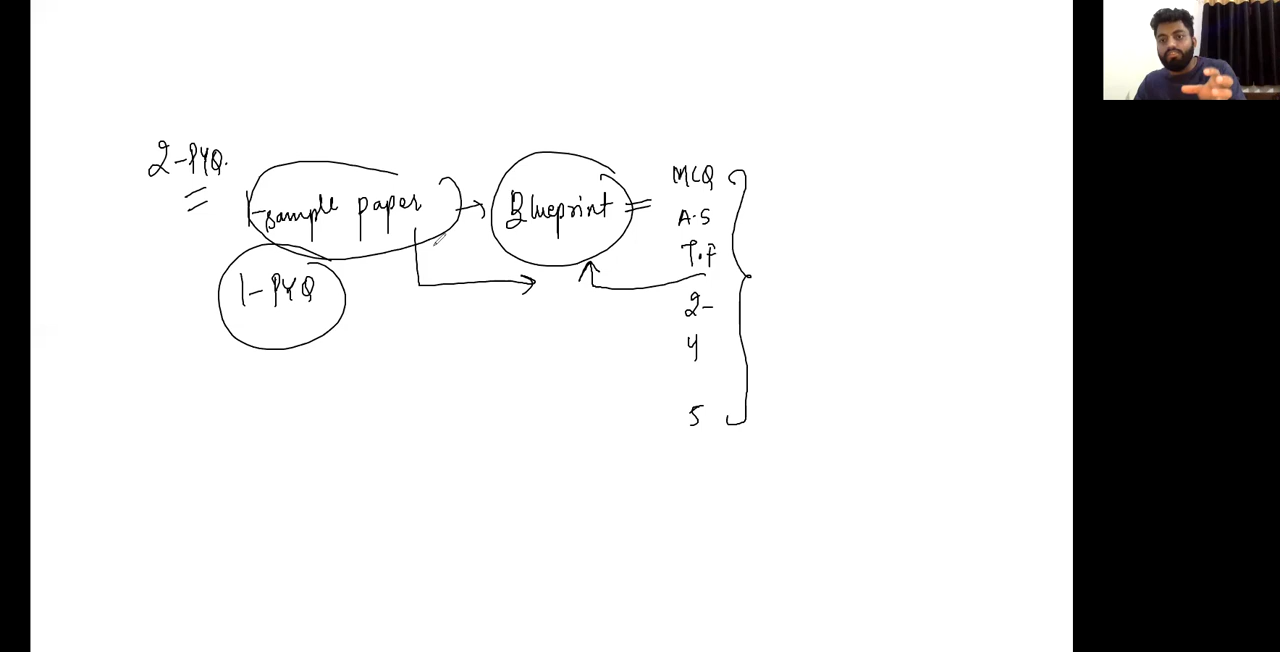 2-PYQ.
1-sample paper → Blueprint =
1-PYQ
MCQ
A.S
T.F
2-
4
5